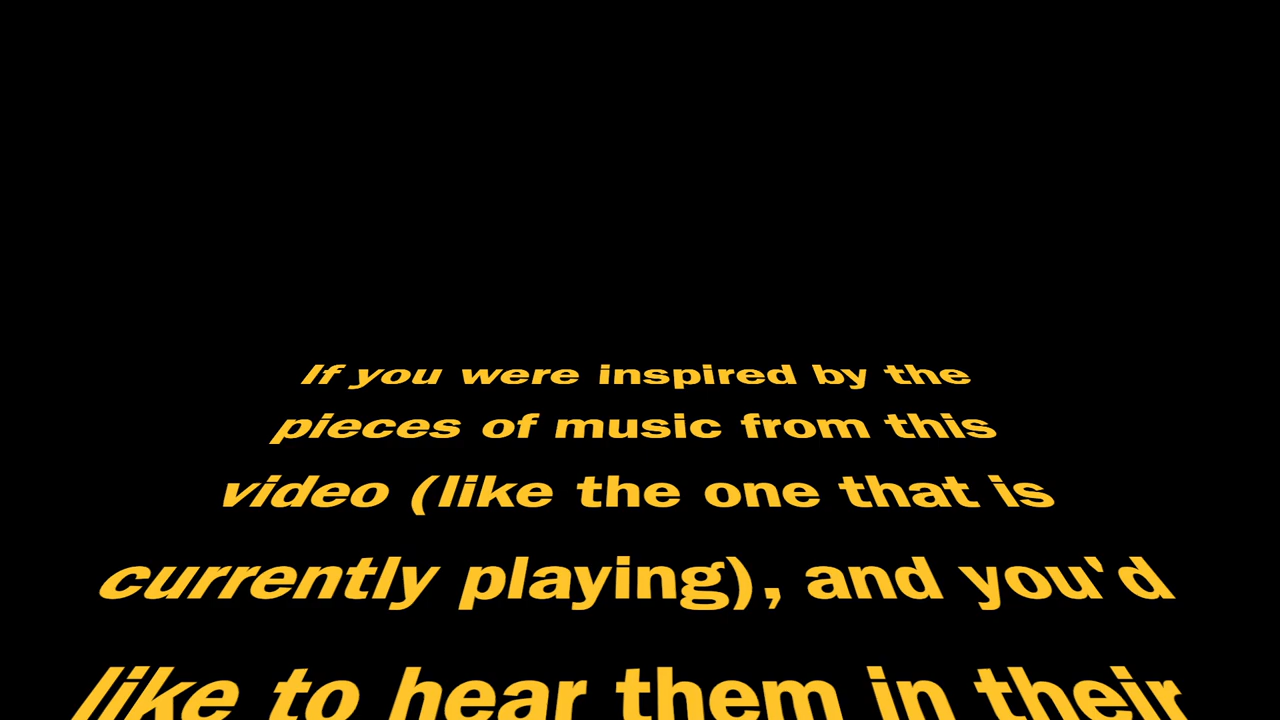 If you were inspired by the
pieces of music from this
video (like the one that is
currently playing), and you'd
like to hear them in their